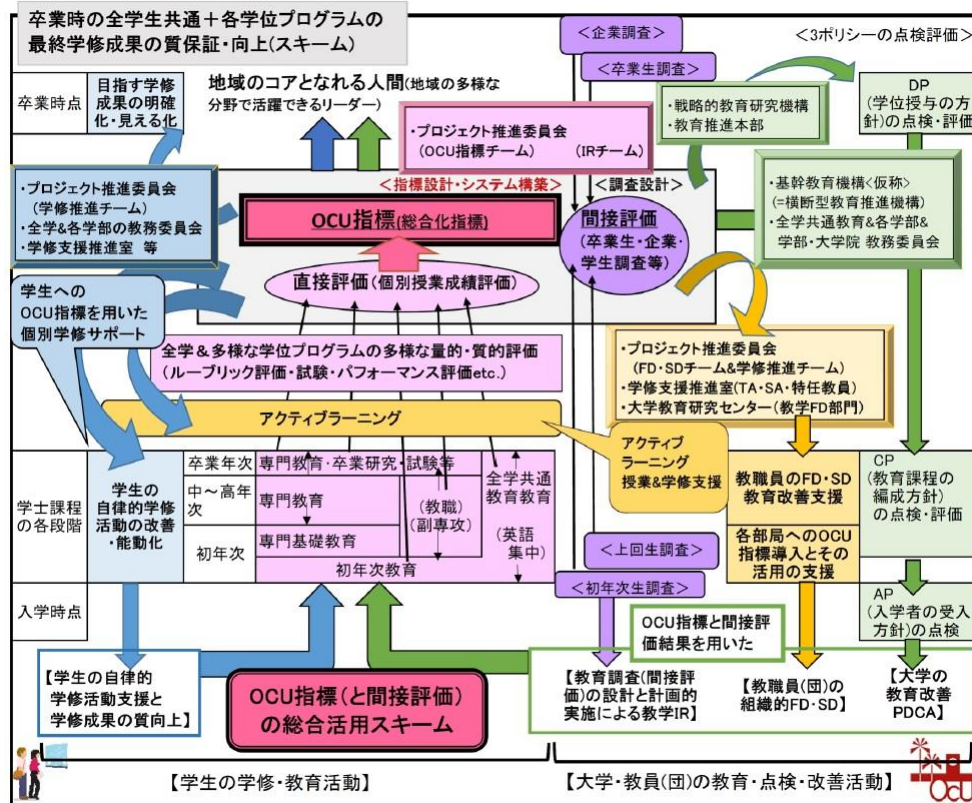 卒業時の全学生共通＋各学位プログラムの
最終学修成果の質保証・向上(スキーム)
＜企業調査＞
＜卒業生調査＞
＜3ポリシーの点検評価＞
卒業時点
目指す学修
成果の明確
化・見える化
地域のコアとなれる人間(地域の多様な
分野で活躍できるリーダー)
・プロジェクト推進委員会
(OCU指標チーム)　(IRチーム)
・戦略的教育研究機構
・教育推進本部
DP
(学位授与の方
針)の点検・評価
・プロジェクト推進委員会
(学修推進チーム)
・全学&各学部の教務委員会
・学修支援推進室 等
＜指標設計・システム構築＞
＜調査設計＞
OCU指標(総合化指標)
間接評価
(卒業生・企業・
学生調査等)
・基幹教育機構<仮称>
(=横断型教育推進機構)
・全学共通教育&各学部&
学部・大学院 教務委員会
直接評価(個別授業成績評価)
学生への
OCU指標を用いた
個別学修サポート
全学＆多様な学位プログラムの多様な量的・質的評価
(ルーブリック評価・試験・パフォーマンス評価etc.)
・プロジェクト推進委員会
(FD・SDチーム&学修推進チーム)
・学修支援推進室(TA・SA・特任教員)
・大学教育研究センター(教学FD部門)
アクティブラーニング
アクティブ
ラーニング
授業&学修支援
学士課程
の各段階
学生の
自律的学修
活動の改善
・能動化
卒業年次
専門教育・卒業研究・試験等
中～高年
次
専門教育
初年次
専門基礎教育
(教職)
(副専攻)
全学共通
教育教育
(英語
集中)
初年次教育
教職員のFD・SD
教育改善支援
各部局へのOCU
指標導入とその
活用の支援
CP
(教育課程の
編成方針)
の点検・評価
＜上回生調査＞
＜初年次生調査＞
入学時点
AP
(入学者の受入
方針)の点検
OCU指標と間接評
価結果を用いた
【学生の自律的
学修活動支援と
学修成果の質向上】
OCU指標(と間接評価)
の総合活用スキーム
【教育調査(間接評
価)の設計と計画的
実施による教学IR】
【教職員(団)の
組織的FD・SD】
【大学の
教育改善
PDCA】
【学生の学修・教育活動】
【大学・教員(団)の教育・点検・改善活動】
OCU